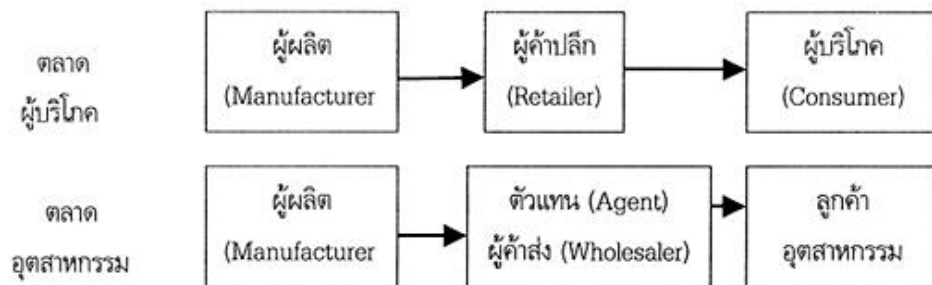 ตลาด
ผู้บริโภค
ผู้ผลิต
(Manufacturer
ผู้ค้าปลีก
(Retailer)
ผู้บริโภค
(Consumer)
ตลาด
อุตสาหกรรม
ผู้ผลิต
(Manufacturer
ตัวแทน (Agent)
ผู้ค้าส่ง (Wholesaler)
ลูกค้า
อุตสาหกรรม